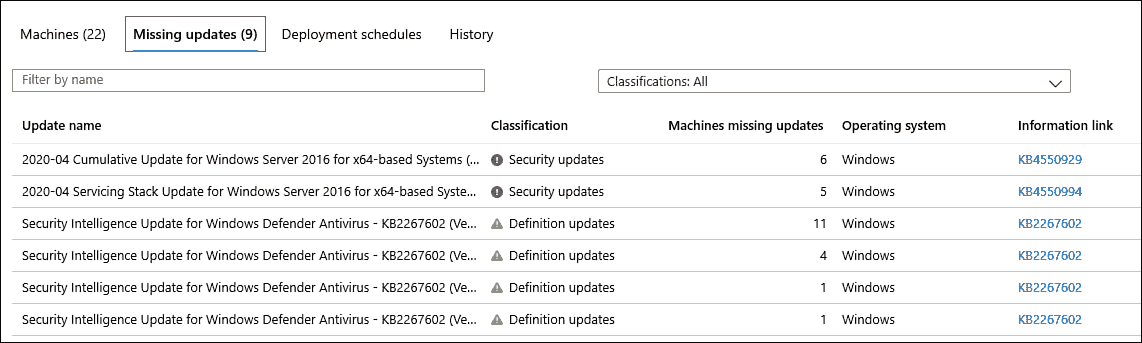 Machines (22) Missing updates (9) Deployment schedules History
Filter by name Classifications: All
Update name Classification Machines missing updates Operating system Information link
2020-04 Cumulative Update for Windows Server 2016 for x64-based Systems (... Security updates 6 Windows KB4550929
2020-04 Servicing Stack Update for Windows Server 2016 for x64-based Syste... Security updates 5 Windows KB4550994
Security Intelligence Update for Windows Defender Antivirus - KB2267602 (Ve... Definition updates 11 Windows KB2267602
Security Intelligence Update for Windows Defender Antivirus - KB2267602 (Ve... Definition updates 4 Windows KB2267602
Security Intelligence Update for Windows Defender Antivirus - KB2267602 (Ve... Definition updates 1 Windows KB2267602
Security Intelligence Update for Windows Defender Antivirus - KB2267602 (Ve... Definition updates 1 Windows KB2267602